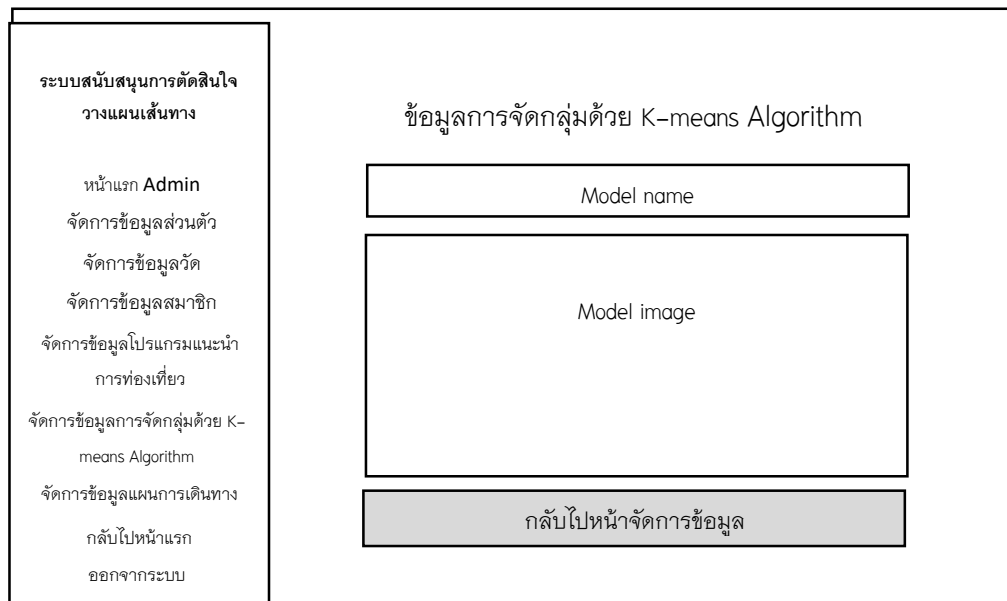 ระบบสนับสนุนการตัดสินใจ
วางแผนเส้นทาง
หน้าแรก Admin
จัดการข้อมูลส่วนตัว
จัดการข้อมูลวัด
จัดการข้อมูลสมาชิก
จัดการข้อมูลโปรแกรมแนะนำ
การท่องเที่ยว
จัดการข้อมูลการจัดกลุ่มด้วย K-
means Algorithm
จัดการข้อมูลแผนการเดินทาง
กลับไปหน้าแรก
ออกจากระบบ
ข้อมูลการจัดกลุ่มด้วย K-means Algorithm
Model name
Model image
กลับไปหน้าจัดการข้อมูล